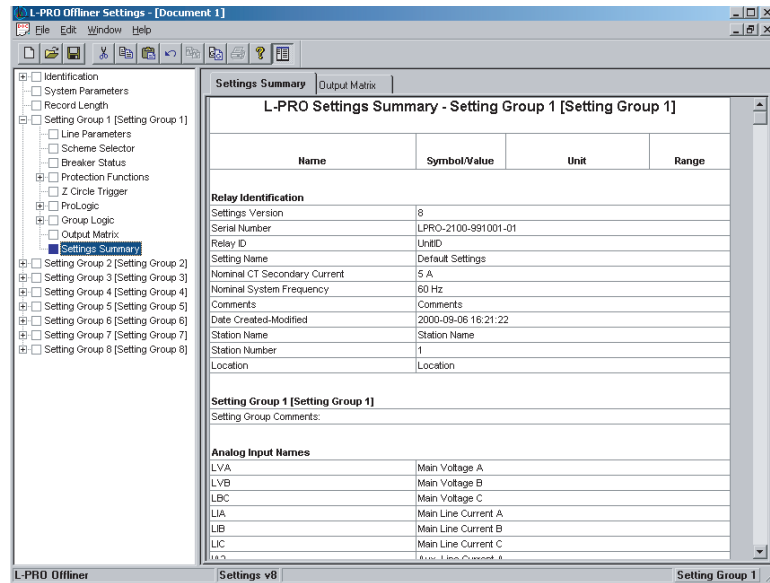 L-PRO Offliner Settings - [Document 1]
File Edit Window Help
Identification
System Parameters
Record Length
Setting Group 1 [Setting Group 1]
Line Parameters
Scheme Selector
Breaker Status
Protection Functions
Z Circle Trigger
ProLogic
Group Logic
Output Matrix
Settings Summary
Setting Group 2 [Setting Group 2]
Setting Group 3 [Setting Group 3]
Setting Group 4 [Setting Group 4]
Setting Group 5 [Setting Group 5]
Setting Group 6 [Setting Group 6]
Setting Group 7 [Setting Group 7]
Setting Group 8 [Setting Group 8]
Settings Summary Output Matrix
L-PRO Settings Summary - Setting Group 1 [Setting Group 1]
Name Symbol/Value Unit Range
Relay Identification
Settings Version 8
Serial Number LPRO-2100-991001-01
Relay ID UnitID
Setting Name Default Settings
Nominal CT Secondary Current 5 A
Nominal System Frequency 60 Hz
Comments Comments
Date Created-Modified 2000-09-06 16:21:22
Station Name Station Name
Station Number 1
Location Location
Setting Group 1 [Setting Group 1]
Setting Group Comments:
Analog Input Names
LVA Main Voltage A
LVB Main Voltage B
LBC Main Voltage C
LIA Main Line Current A
LIB Main Line Current B
LIC Main Line Current C
IA2 Aux. Line Current A
L-PRO Offliner Settings v8 Setting Group 1